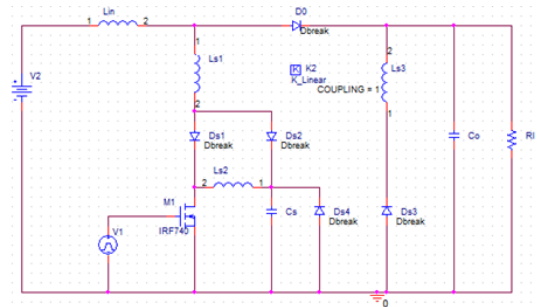 Lin
1 2
D0
Dbreak
1
Ls1
2
K K2
K_Linear
COUPLING = 1
2
Ls3
1
V2
Ds1
Dbreak
Ds2
Dbreak
Co
Rl
2 Ls2 1
M1
IRF740
V1
Cs
Ds4
Dbreak
Ds3
Dbreak
0